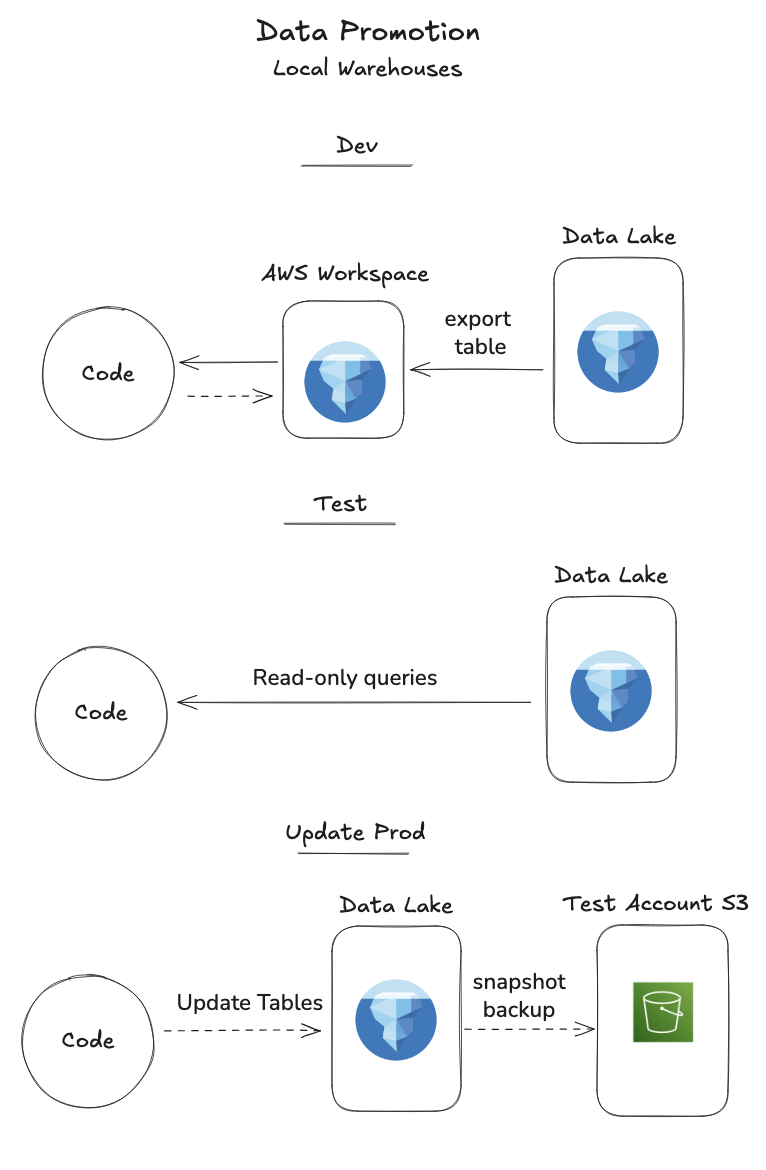 Data Promotion
Local Warehouses
Dev
Data Lake
AWS Workspace
export
table
Code
Test
Data Lake
Read-only queries
Code
Update Prod
Data Lake
Test Account S3
snapshot
backup
Update Tables
Code